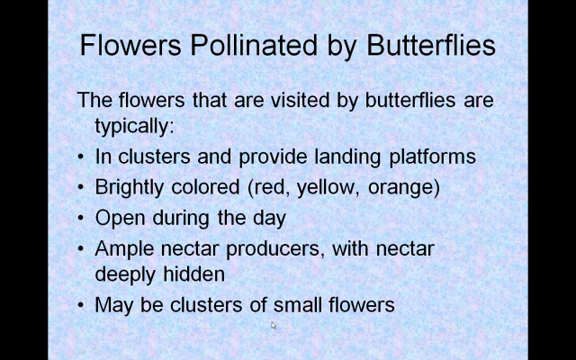 Flowers Pollinated by Butterflies
The flowers that are visited by butterflies are
typically:
• In clusters and provide landing platforms
• Brightly colored (red, yellow, orange)
• Open during the day
• Ample nectar producers, with nectar
deeply hidden
• May be clusters of small flowers